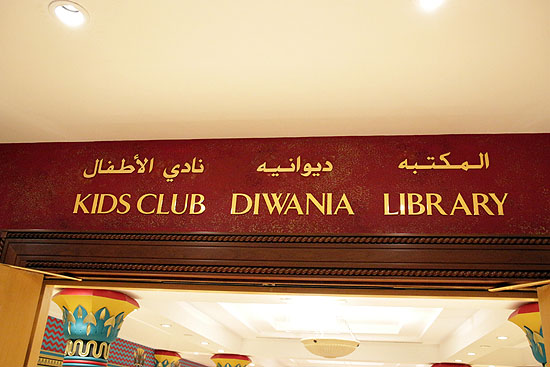 نادي الأطفال ديوانيه المكتبه
KIDS CLUB DIWANIA LIBRARY